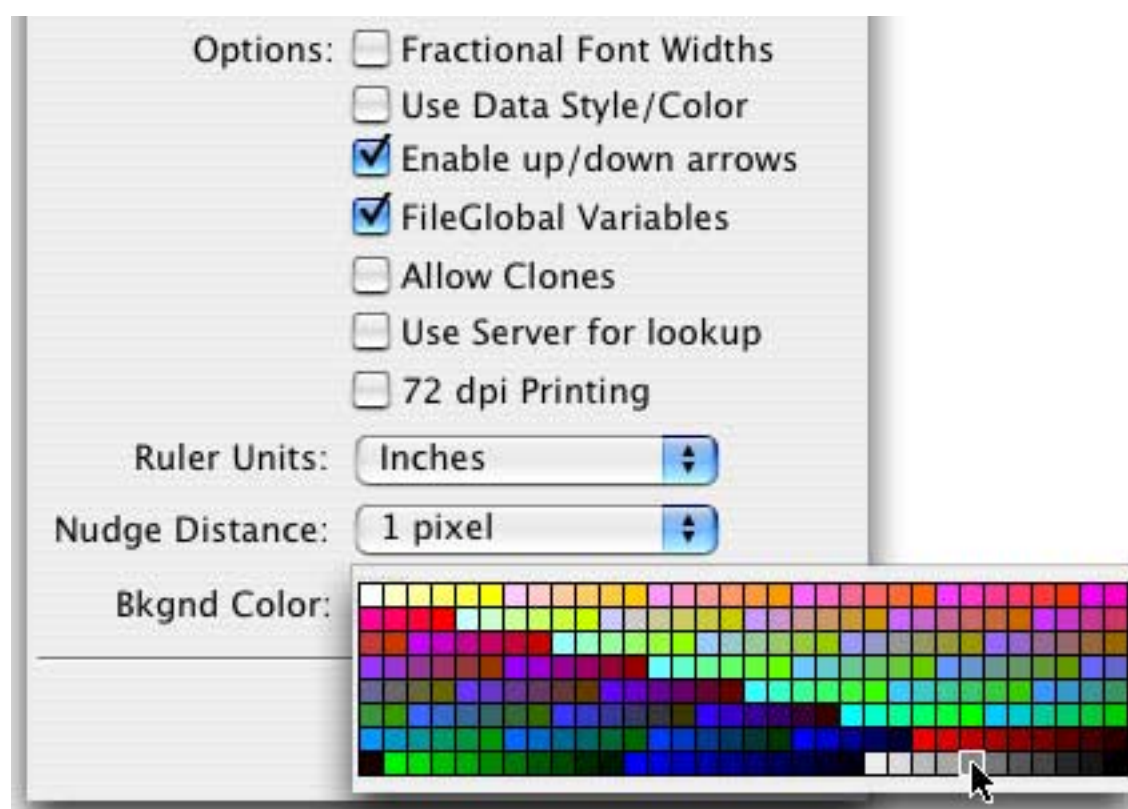 Options: Fractional Font Widths
Use Data Style/Color
Enable up/down arrows
FileGlobal Variables
Allow Clones
Use Server for lookup
72 dpi Printing
Ruler Units: Inches
Nudge Distance: 1 pixel
Bkgnd Color: